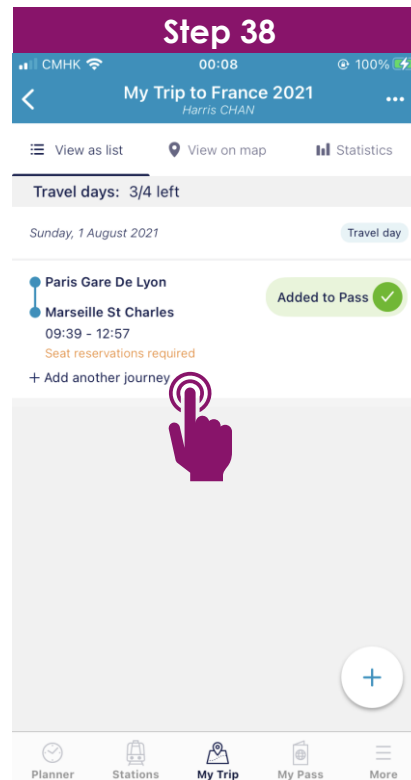 Step 38
CMHK 00:08 100%
My Trip to France 2021
Harris CHAN
View as list View on map Statistics
Travel days: 3/4 left
Sunday, 1 August 2021 Travel day
Paris Gare De Lyon
Added to Pass
Marseille St Charles
09:39 - 12:57
Seat reservations required
+ Add another journey
Planner Stations My Trip My Pass More